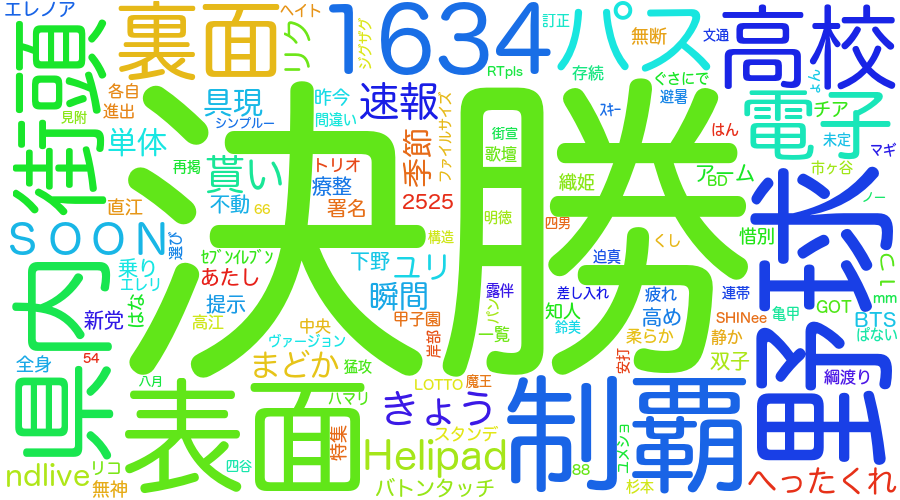 エレノア
ヘイト
裏面
リク
1634
ジグザグ
RTpls
訂正
パス
無断
文通
高校
街頭
各自
進出
見附
具現
シンプルー
昨今
間違い
速報
季節
ファイルサイズ
存続
ぐさにで
避暑
はん
電子
チア
ょん
未定
マギ
単体
再掲
貰い
トリオ
療整
街宣
歌壇
ｽｷｰ
アーム
BD
市ヶ谷
織姫
ノー
直江
不動
66
署名
2525
明徳
四男
くし
惜別
野球
SOON
選び
ｾﾌﾞﾝｲﾚﾌﾞﾝ
構造
決勝
迫真
県内
乗り
エレリ
あたし
下野
ユリ
瞬間
露伴
差し入れ
疲れ
連帯
っし
mm
新党
はな
提示
高江
中央
ヴァージョン
甲子園
岸部
パン
一覧
知人
鈴美
高め
柔らか
SHINee
静か
亀甲
GOT
BTS
ぱない
全身
54
八月
まどか
猛攻
LOTTO
魔王
安打
双子
綱渡り
表面
ハマリ
きょう
制覇
特集
スタンデ
ユメショ
ndlive
リコ
無神
四谷
Helipad
バトンタッチ
88
杉本
へったくれ